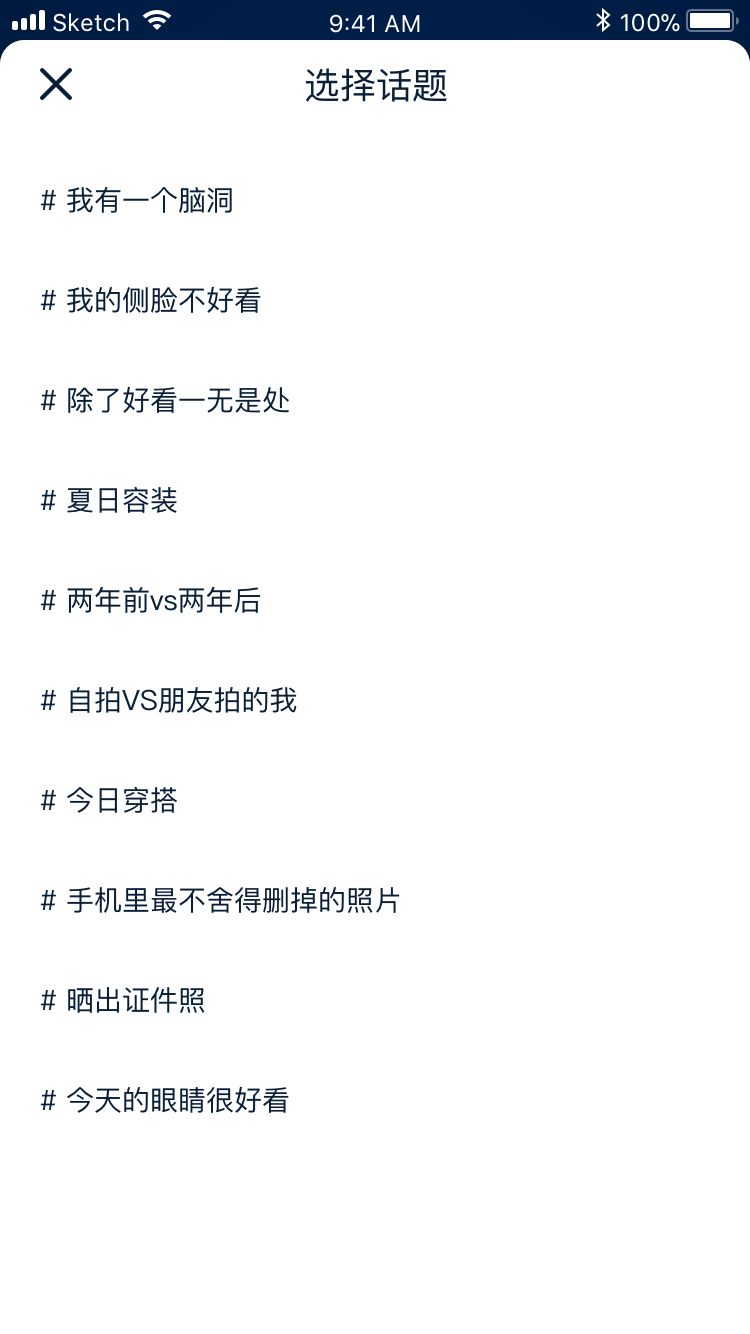 Sketch 9:41 AM 100%
选择话题
# 我有一个脑洞
# 我的侧脸不好看
# 除了好看一无是处
# 夏日容装
# 两年前vs两年后
# 自拍VS朋友拍的我
# 今日穿搭
# 手机里最不舍得删掉的照片
# 晒出证件照
# 今天的眼睛很好看